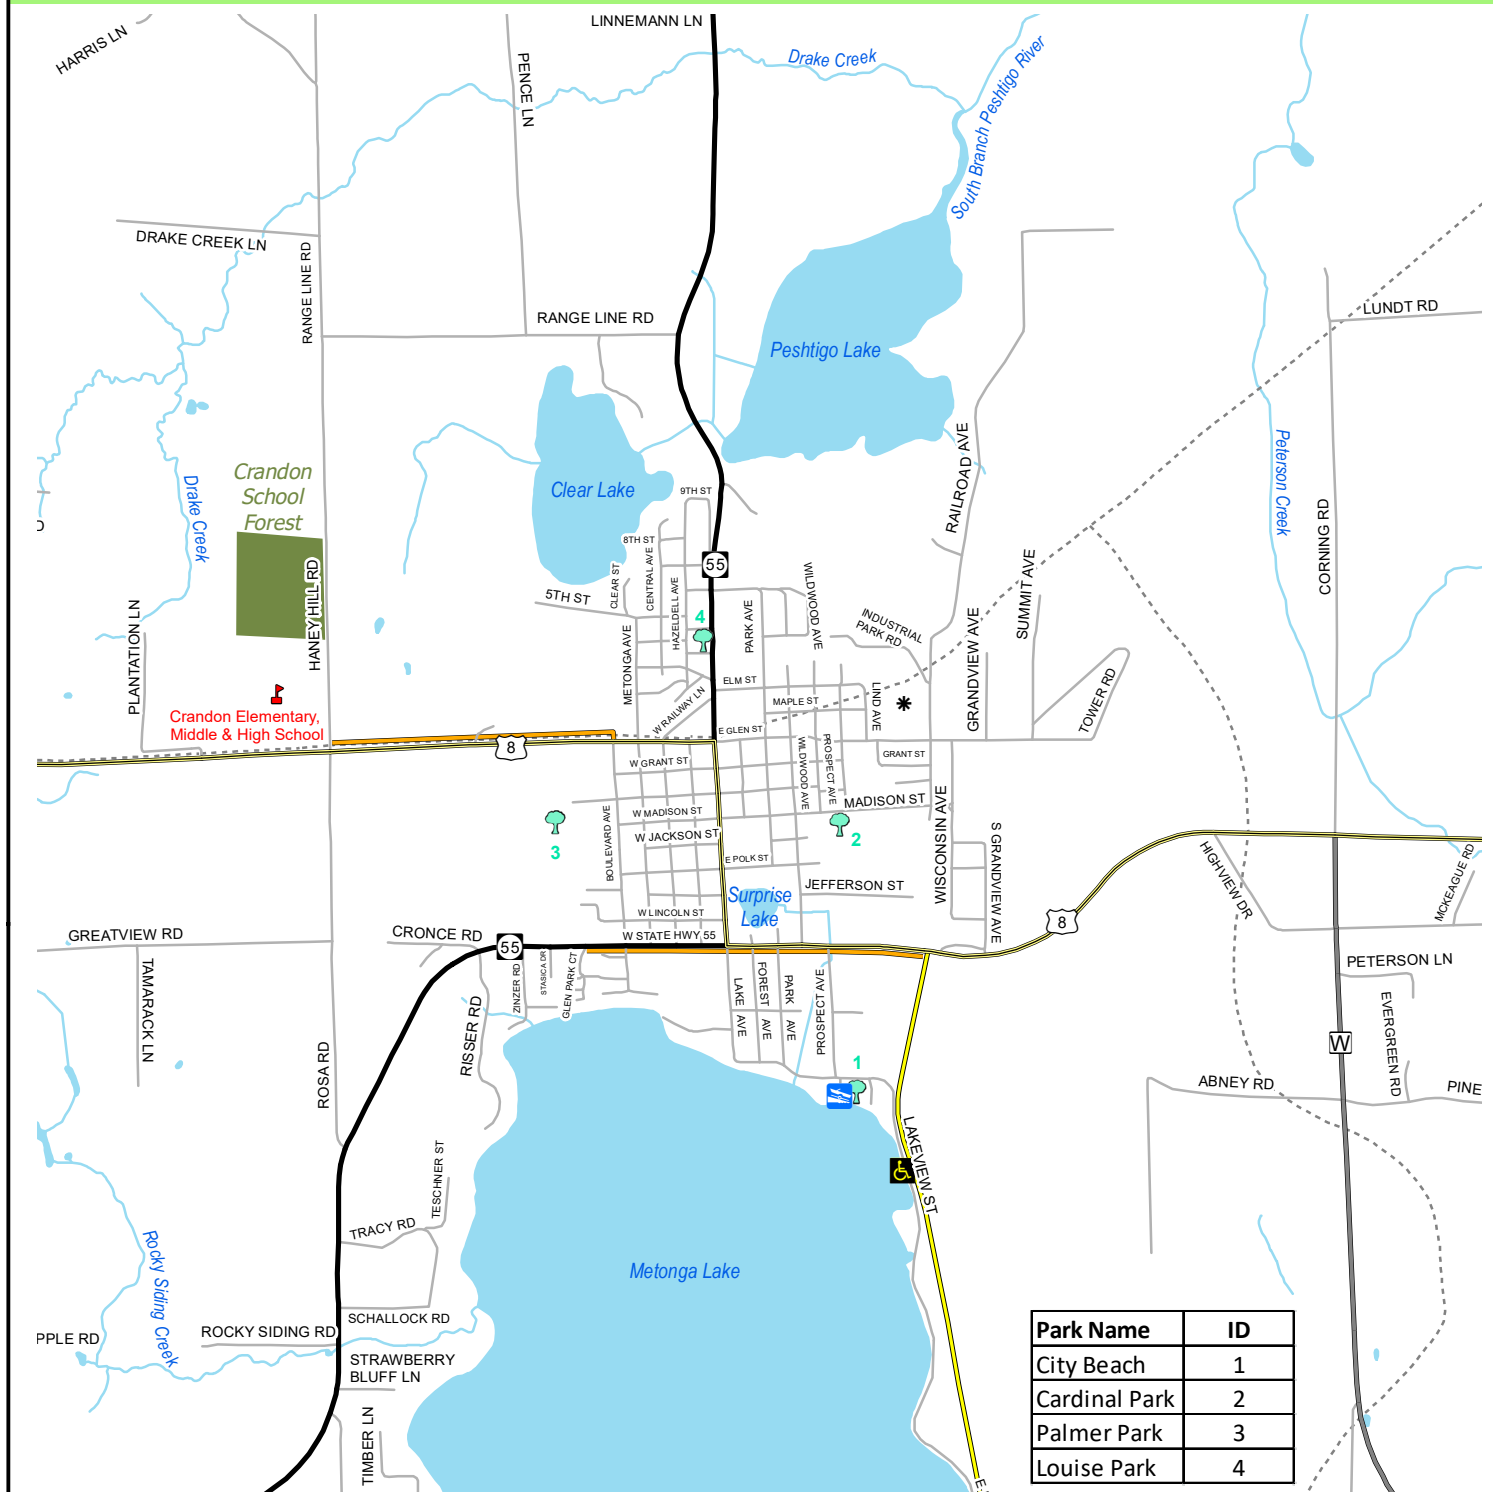 LINNEMANN LN
HARRIS LN
PENCE LN
Drake Creek
South Branch Peshtigo River
DRAKE CREEK LN
RANGE LINE RD
RANGE LINE RD
LUNDT RD
Peshtigo Lake
Crandon
School
Forest
Drake Creek
Clear Lake
9TH ST
RAILROAD AVE
Peterson Creek
CORNING RD
8TH ST
55
CENTRAL AVE
CLEAR ST
HAZELDELL AVE
5TH ST
4
PARK AVE
WILDWOOD AVE
INDUSTRIAL
PARK RD
SUMMIT AVE
GRANDVIEW AVE
HANEY HILL RD
PLANTATION LN
METONGA AVE
ELM ST
MAPLE ST
LIND AVE
TOWER RD
W RAILWAY LN
E GLEN ST
Crandon Elementary,
Middle & High School
8
W GRANT ST
GRANT ST
WILDWOOD AVE
PROSPECT AVE
MADISON ST
W MADISON ST
W JACKSON ST
BOULEVARD AVE
3
2
E POLK ST
WISCONSIN AVE
S GRANDVIEW AVE
HIGHVIEW DR
MCKEAGUE RD
JEFFERSON ST
Surprise
Lake
W LINCOLN ST
W STATE HWY 55
8
GREATVIEW RD
CRONCE RD
55
PETERSON LN
TAMARACK LN
ZINZER RD
STASICA DR
GLEN PARK CT
LAKE AVE
FOREST AVE
PARK AVE
PROSPECT AVE
EVERGREEN RD
RISSER RD
ROSA RD
W
1
ABNEY RD
PINE
LAKEVIEW ST
TESCHNER ST
TRACY RD
Rocky Siding Creek
Metonga Lake
SCHALLOCK RD
PPLE RD
ROCKY SIDING RD
STRAWBERRY
BLUFF LN
TIMBER LN
Park Name ID
City Beach 1
Cardinal Park 2
Palmer Park 3
Louise Park 4